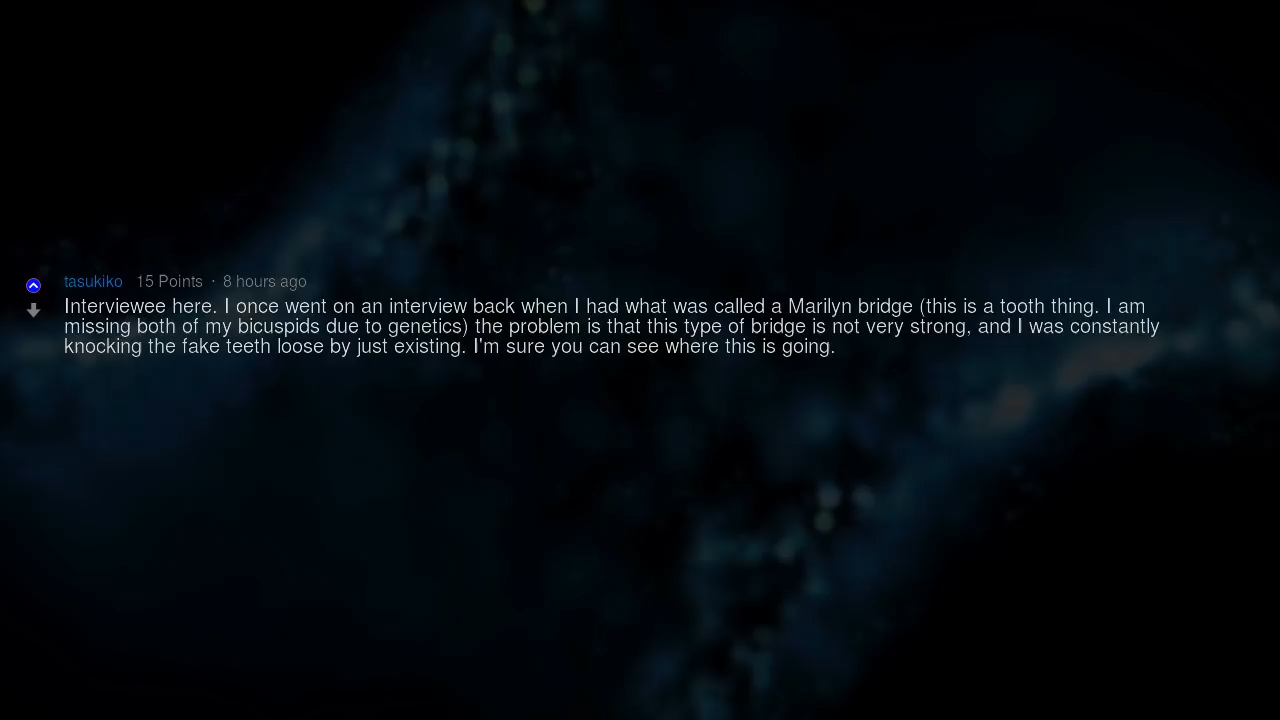 tasukiko 15 Points · 8 hours ago
Interviewee here. I once went on an interview back when I had what was called a Marilyn bridge (this is a tooth thing. I am
missing both of my bicuspids due to genetics) the problem is that this type of bridge is not very strong, and I was constantly
knocking the fake teeth loose by just existing. I'm sure you can see where this is going.